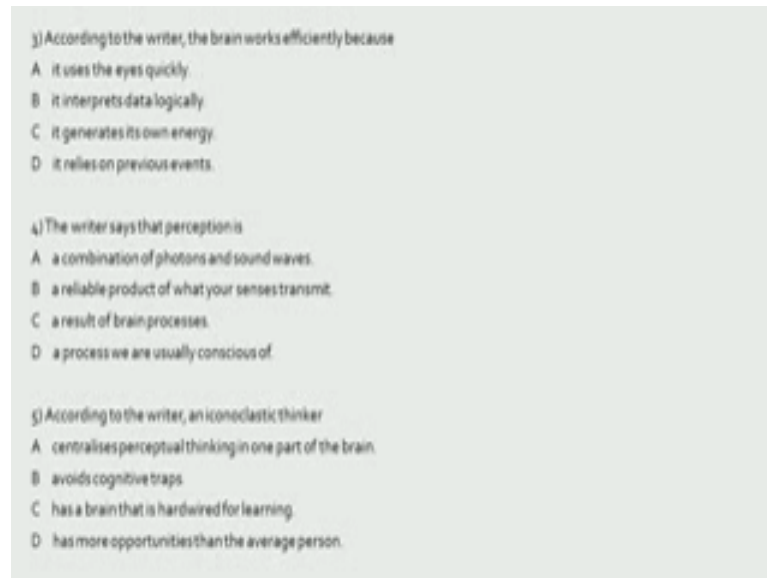 3) According to the writer, the brain works efficiently because
A it uses the eyes quickly.
B it interprets data logically.
C it generates its own energy.
D it relies on previous events.
4) The writer says that perception is
A a combination of photons and sound waves.
B a reliable product of what your senses transmit.
C a result of brain processes.
D a process we are usually conscious of.
5) According to the writer, an iconoclastic thinker
A centralises perceptual thinking in one part of the brain.
B avoids cognitive traps.
C has a brain that is hardwired for learning.
D has more opportunities than the average person.